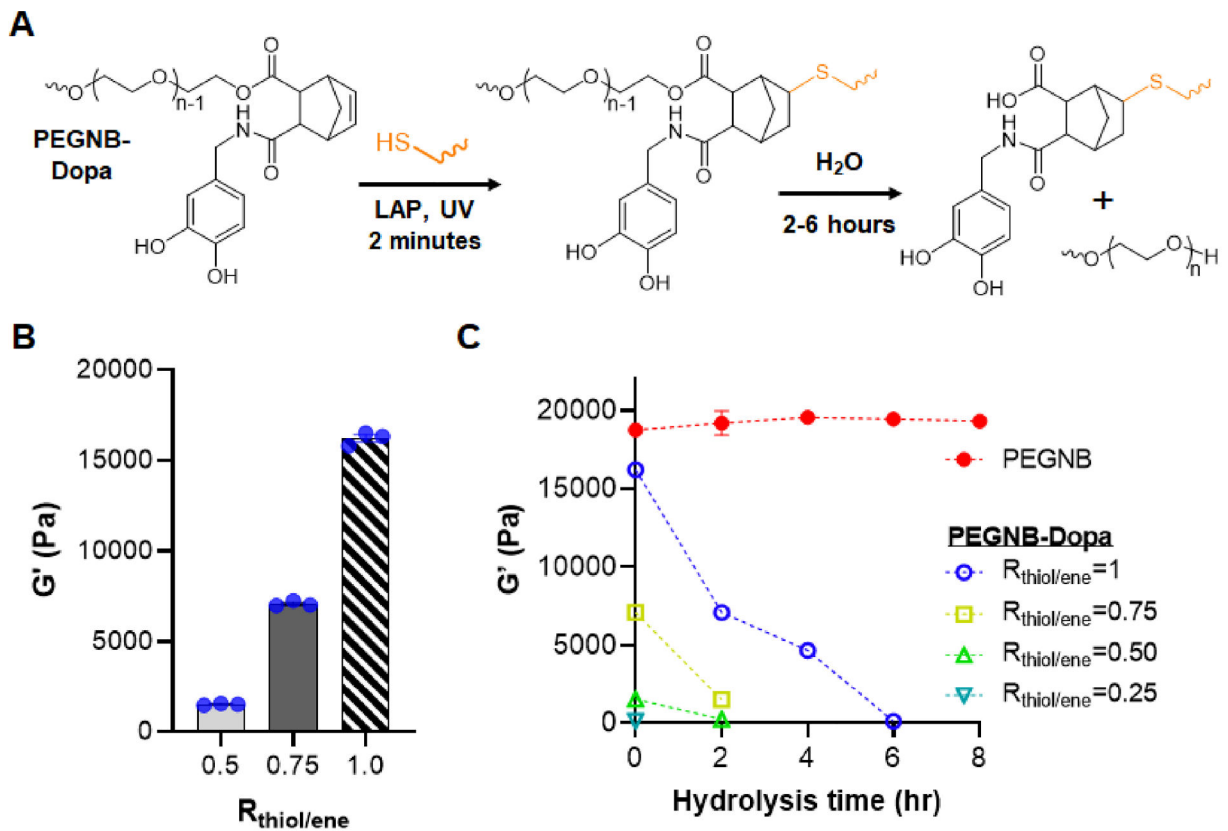 A
O
O
O
n-1
O
PEGNB-
Dopa
H
N
O
HO
OH
HS
LAP, UV
2 minutes
O
O
O
n-1
O
S
H
N
O
HO
OH
H₂O
2-6 hours
O
HO
S
H
N
O
HO
OH
+
O
O
H
n
B
G' (Pa)
20000
15000
10000
5000
0
0.5 0.75 1.0
Rthiol/ene
C
G' (Pa)
20000
15000
10000
5000
0
0 2 4 6 8
Hydrolysis time (hr)
PEGNB
PEGNB-Dopa
Rthiol/ene=1
Rthiol/ene=0.75
Rthiol/ene=0.50
Rthiol/ene=0.25